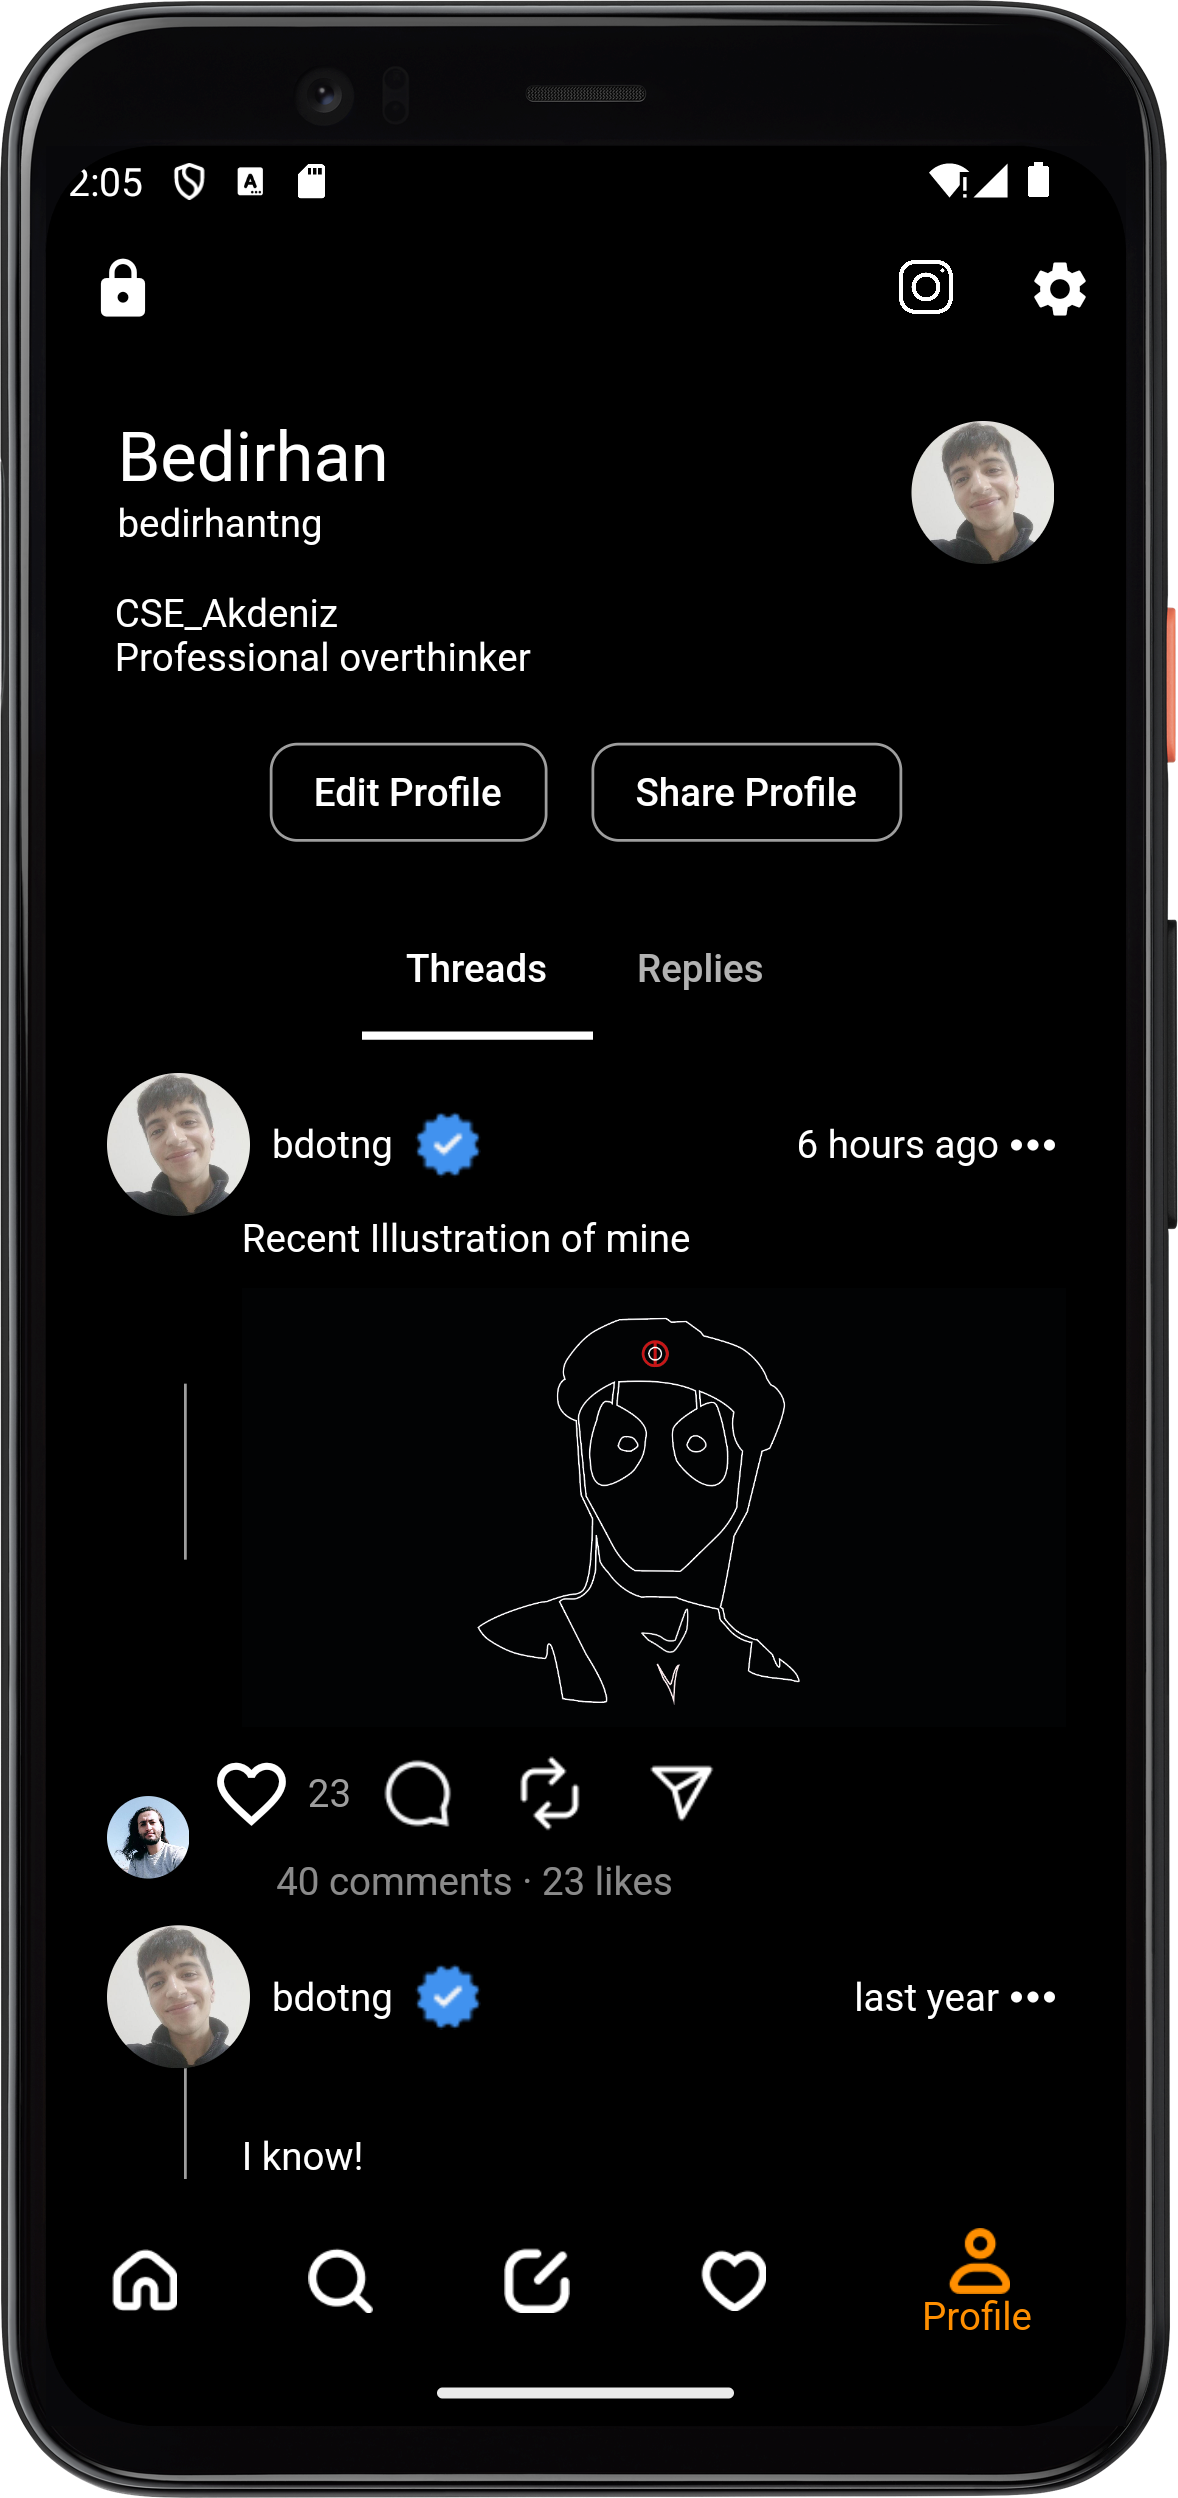 2:05
A
Bedirhan
bedirhantng
CSE_Akdeniz
Professional overthinker
Edit Profile Share Profile
Threads Replies
bdotng 6 hours ago •••
Recent Illustration of mine
23
40 comments · 23 likes
bdotng last year •••
I know!
Profile